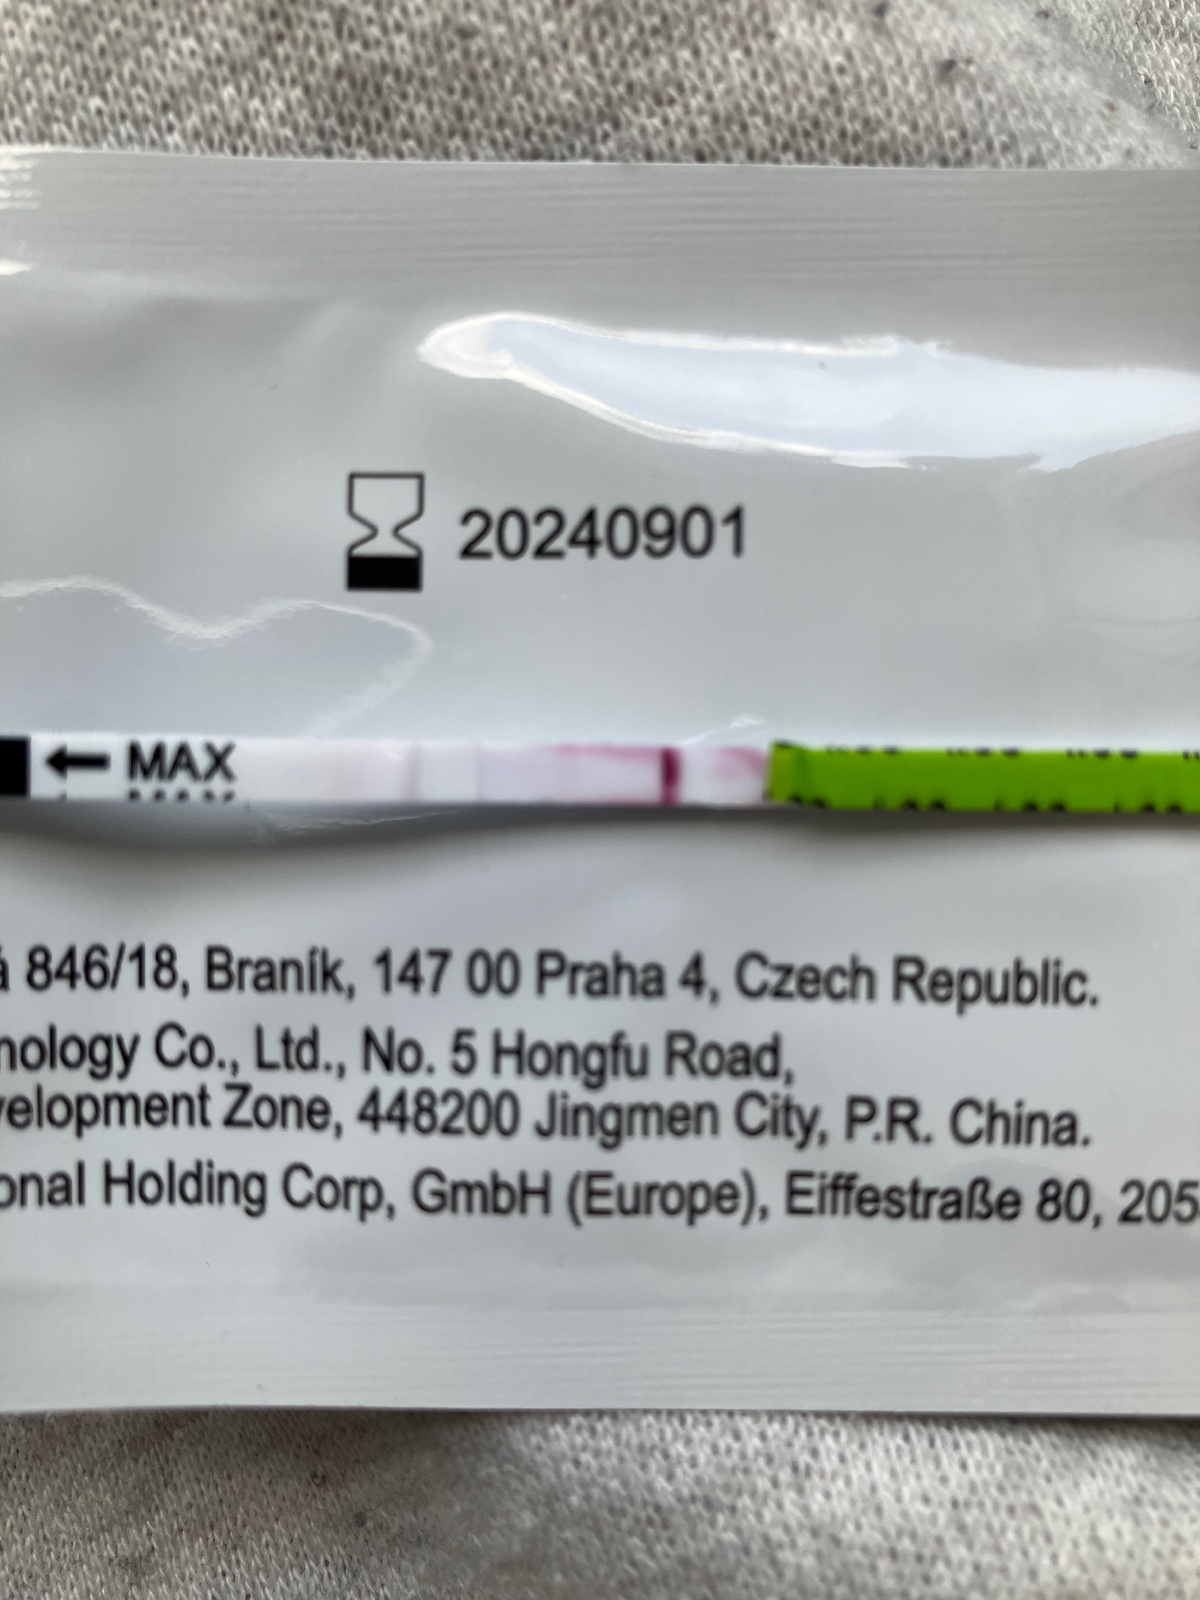 20240901
MAX
846/18, Braník, 147 00 Praha 4, Czech Republic.
nology Co., Ltd., No. 5 Hongfu Road,
velopment Zone, 448200 Jingmen City, P.R. China.
onal Holding Corp, GmbH (Europe), Eiffestraße 80, 205